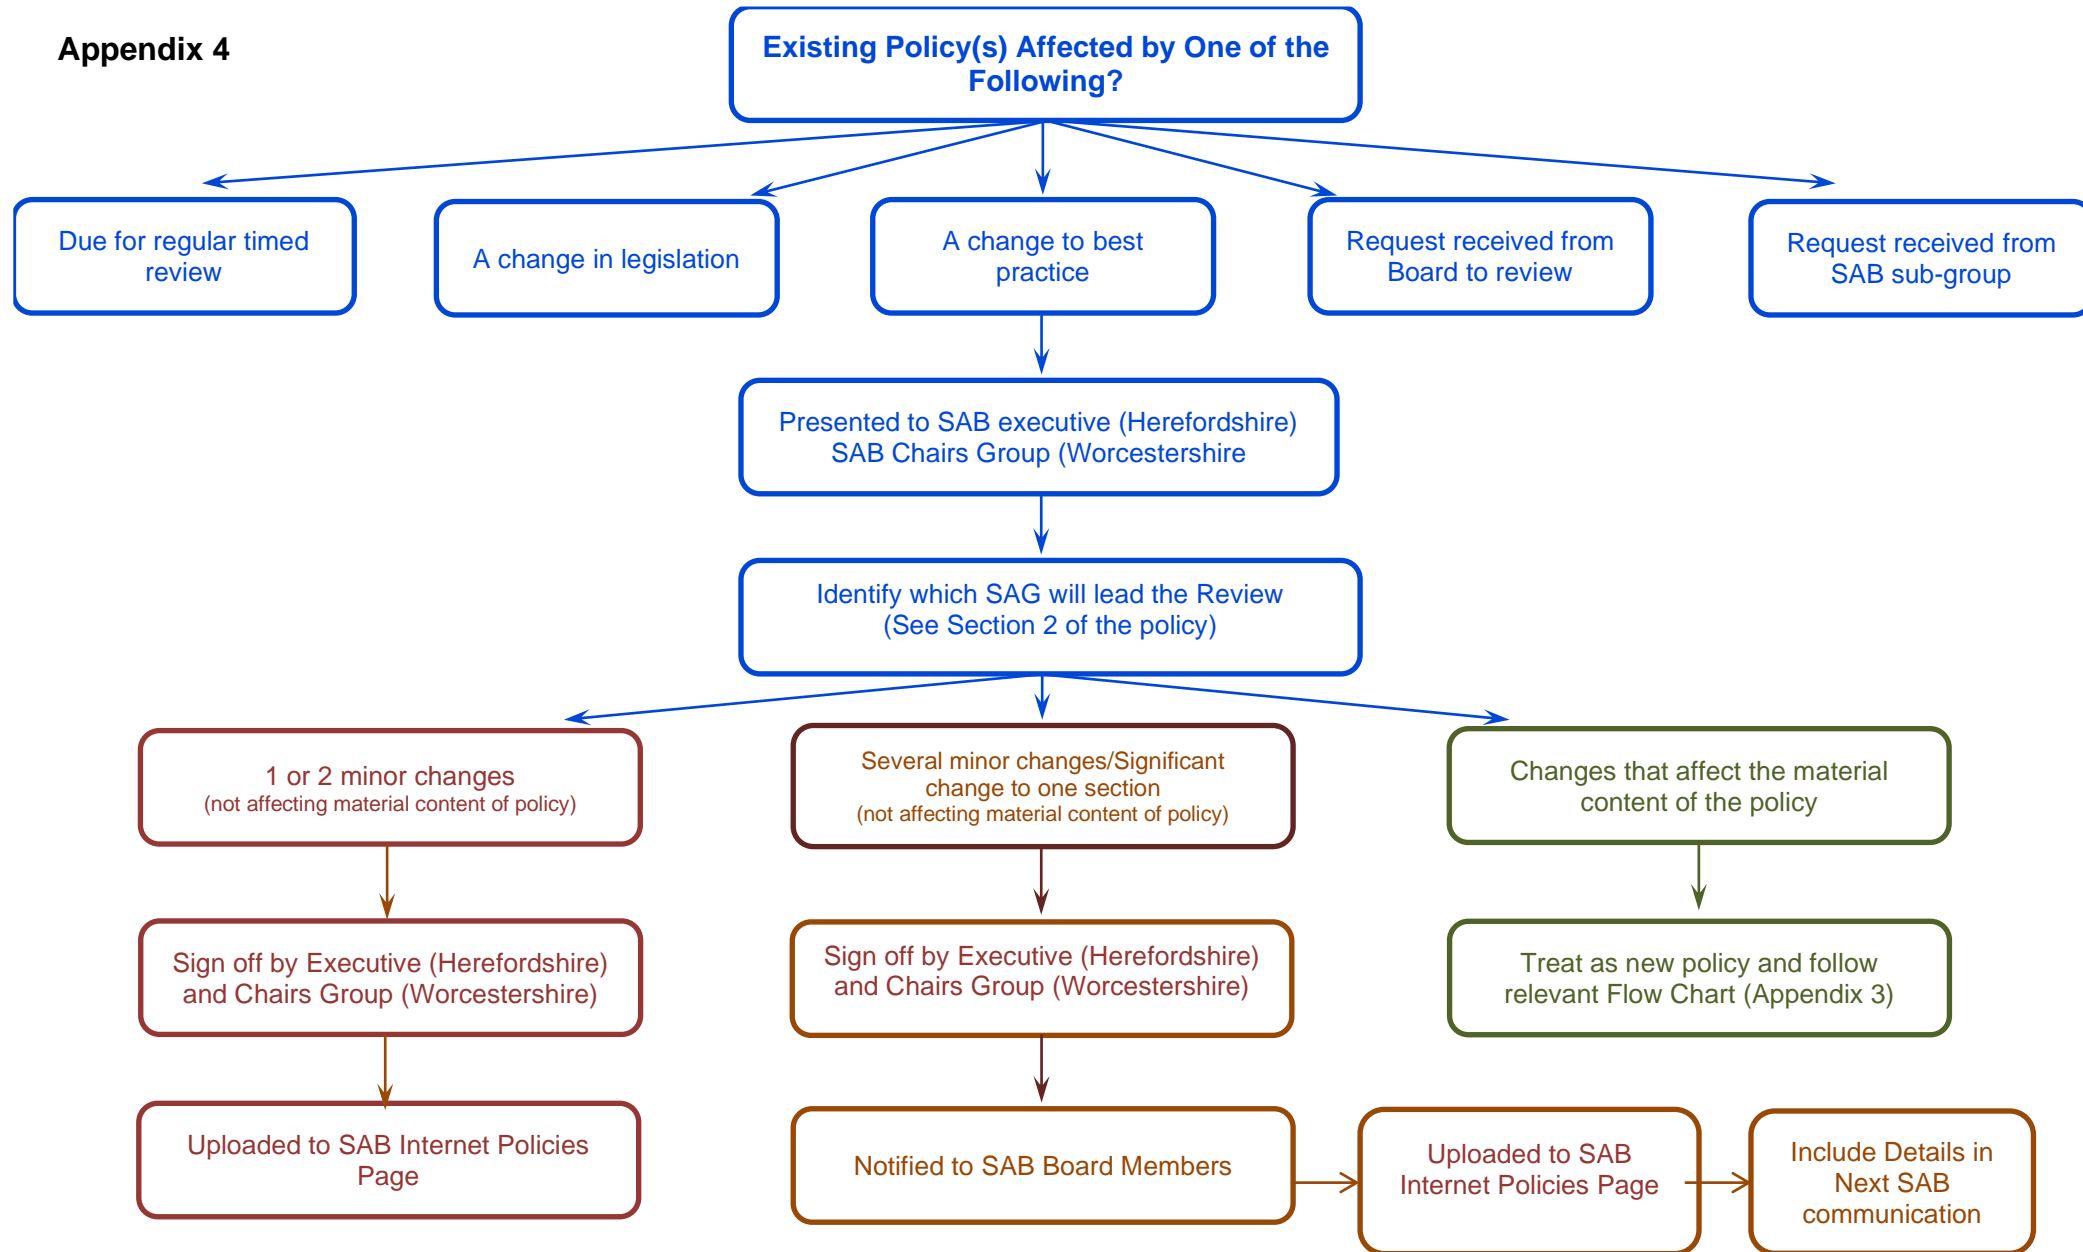 Appendix 4
Existing Policy(s) Affected by One of the
Following?
Due for regular timed
review
A change in legislation
A change to best
practice
Request received from
Board to review
Request received from
SAB sub-group
Presented to SAB executive (Herefordshire)
SAB Chairs Group (Worcestershire
Identify which SAG will lead the Review
(See Section 2 of the policy)
1 or 2 minor changes
(not affecting material content of policy)
Several minor changes/Significant
change to one section
(not affecting material content of policy)
Changes that affect the material
content of the policy
Sign off by Executive (Herefordshire)
and Chairs Group (Worcestershire)
Sign off by Executive (Herefordshire)
and Chairs Group (Worcestershire)
Treat as new policy and follow
relevant Flow Chart (Appendix 3)
Uploaded to SAB Internet Policies
Page
Notified to SAB Board Members
Uploaded to SAB
Internet Policies Page
Include Details in
Next SAB
communication